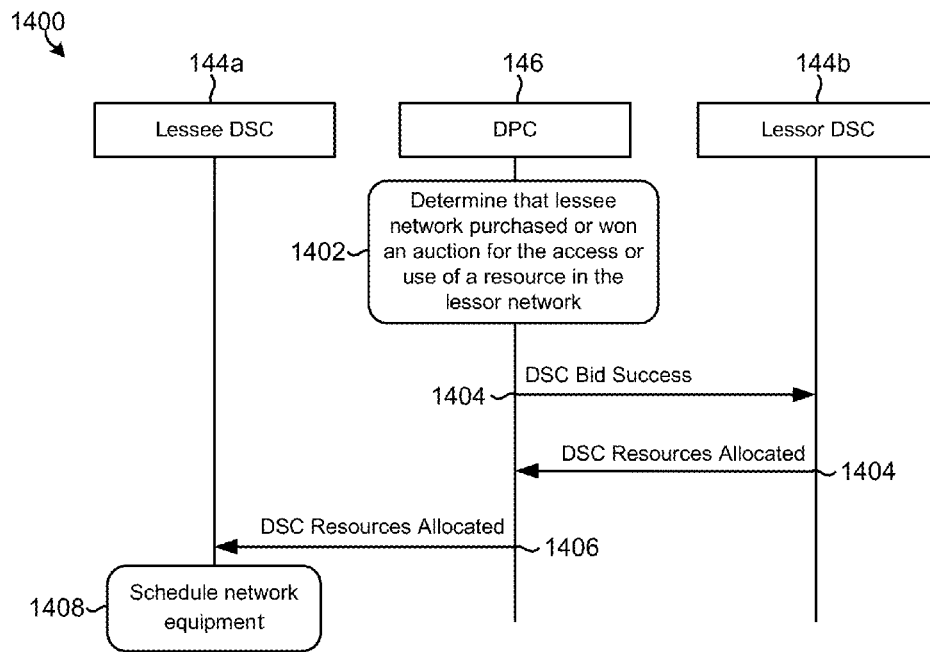 1400
144a
146
144b
Lessee DSC
DPC
Lessor DSC
Determine that lessee
network purchased or won
an auction for the access or
use of a resource in the
lessor network
1402
DSC Bid Success
1404
DSC Resources Allocated
1404
DSC Resources Allocated
1406
Schedule network
equipment
1408